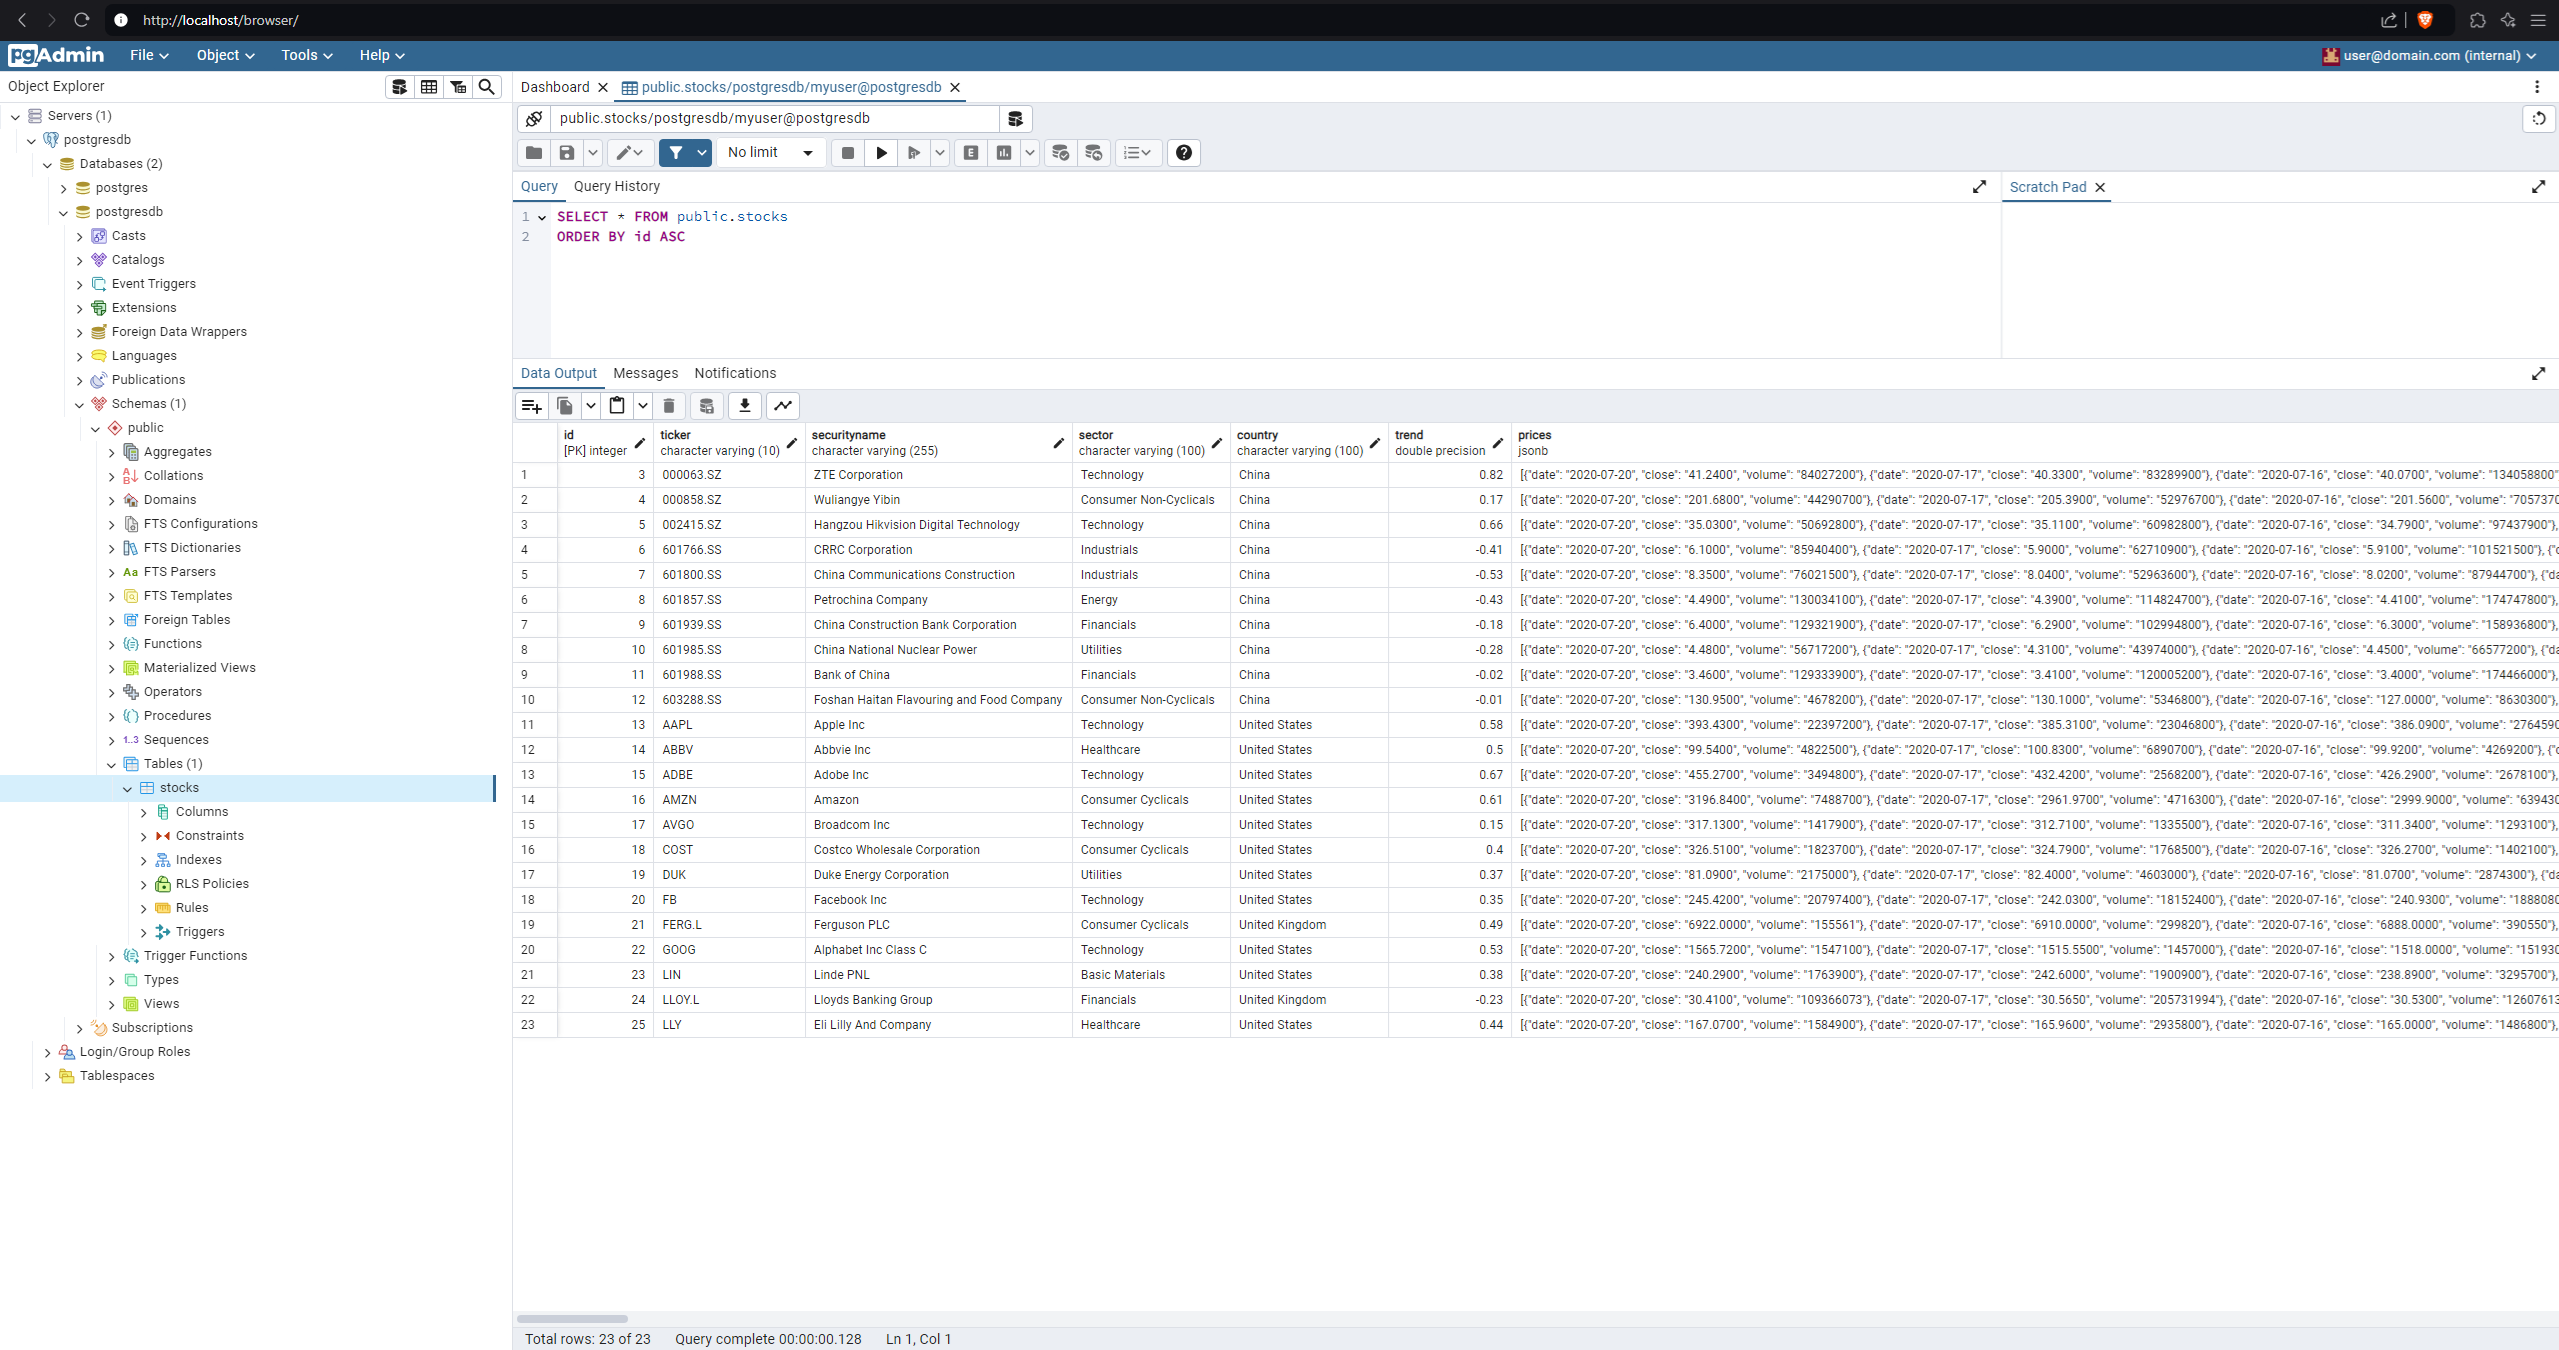 http://localhost/browser/
pgAdmin File Object Tools Help user@domain.com (internal)
Object Explorer
Servers (1)
postgresdb
Databases (2)
postgres
postgresdb
Casts
Catalogs
Event Triggers
Extensions
Foreign Data Wrappers
Languages
Publications
Schemas (1)
public
Aggregates
Collations
Domains
FTS Configurations
FTS Dictionaries
FTS Parsers
FTS Templates
Foreign Tables
Functions
Materialized Views
Operators
Procedures
1..3 Sequences
Tables (1)
stocks
Columns
Constraints
Indexes
RLS Policies
Rules
Triggers
Trigger Functions
Types
Views
Subscriptions
Login/Group Roles
Tablespaces
Dashboard public.stocks/postgresdb/myuser@postgresdb
public.stocks/postgresdb/myuser@postgresdb
No limit E
Query Query History Scratch Pad
1 SELECT * FROM public.stocks
2 ORDER BY id ASC
Data Output Messages Notifications
id ticker securityname sector country trend prices
[PK] integer character varying (10) character varying (255) character varying (100) character varying (100) double precision jsonb
1 3 000063.SZ ZTE Corporation Technology China 0.82 [{"date": "2020-07-20", "close": "41.2400", "volume": "84027200"}, {"date": "2020-07-17", "close": "40.3300", "volume": "83289900"}, {"date": "2020-07-16", "close": "40.0700", "volume": "134058800"
2 4 000858.SZ Wuliangye Yibin Consumer Non-Cyclicals China 0.17 [{"date": "2020-07-20", "close": "201.6800", "volume": "44290700"}, {"date": "2020-07-17", "close": "205.3900", "volume": "52976700"}, {"date": "2020-07-16", "close": "201.5600", "volume": "7057370
3 5 002415.SZ Hangzou Hikvision Digital Technology Technology China 0.66 [{"date": "2020-07-20", "close": "35.0300", "volume": "50692800"}, {"date": "2020-07-17", "close": "35.1100", "volume": "60982800"}, {"date": "2020-07-16", "close": "34.7900", "volume": "97437900"},
4 6 601766.SS CRRC Corporation Industrials China -0.41 [{"date": "2020-07-20", "close": "6.1000", "volume": "85940400"}, {"date": "2020-07-17", "close": "5.9000", "volume": "62710900"}, {"date": "2020-07-16", "close": "5.9100", "volume": "101521500"}, {"d
5 7 601800.SS China Communications Construction Industrials China -0.53 [{"date": "2020-07-20", "close": "8.3500", "volume": "76021500"}, {"date": "2020-07-17", "close": "8.0400", "volume": "52963600"}, {"date": "2020-07-16", "close": "8.0200", "volume": "87944700"}, {"da
6 8 601857.SS Petrochina Company Energy China -0.43 [{"date": "2020-07-20", "close": "4.4900", "volume": "130034100"}, {"date": "2020-07-17", "close": "4.3900", "volume": "114824700"}, {"date": "2020-07-16", "close": "4.4100", "volume": "174747800"},
7 9 601939.SS China Construction Bank Corporation Financials China -0.18 [{"date": "2020-07-20", "close": "6.4000", "volume": "129321900"}, {"date": "2020-07-17", "close": "6.2900", "volume": "102994800"}, {"date": "2020-07-16", "close": "6.3000", "volume": "158936800"},
8 10 601985.SS China National Nuclear Power Utilities China -0.28 [{"date": "2020-07-20", "close": "4.4800", "volume": "56717200"}, {"date": "2020-07-17", "close": "4.3100", "volume": "43974000"}, {"date": "2020-07-16", "close": "4.4500", "volume": "66577200"}, {"da
9 11 601988.SS Bank of China Financials China -0.02 [{"date": "2020-07-20", "close": "3.4600", "volume": "129333900"}, {"date": "2020-07-17", "close": "3.4100", "volume": "120005200"}, {"date": "2020-07-16", "close": "3.4000", "volume": "174466000"},
10 12 603288.SS Foshan Haitan Flavouring and Food Company Consumer Non-Cyclicals China -0.01 [{"date": "2020-07-20", "close": "130.9500", "volume": "4678200"}, {"date": "2020-07-17", "close": "130.1000", "volume": "5346800"}, {"date": "2020-07-16", "close": "127.0000", "volume": "8630300"},
11 13 AAPL Apple Inc Technology United States 0.58 [{"date": "2020-07-20", "close": "393.4300", "volume": "22397200"}, {"date": "2020-07-17", "close": "385.3100", "volume": "23046800"}, {"date": "2020-07-16", "close": "386.0900", "volume": "2764590
12 14 ABBV Abbvie Inc Healthcare United States 0.5 [{"date": "2020-07-20", "close": "99.5400", "volume": "4822500"}, {"date": "2020-07-17", "close": "100.8300", "volume": "6890700"}, {"date": "2020-07-16", "close": "99.9200", "volume": "4269200"}, {"d
13 15 ADBE Adobe Inc Technology United States 0.67 [{"date": "2020-07-20", "close": "455.2700", "volume": "3494800"}, {"date": "2020-07-17", "close": "432.4200", "volume": "2568200"}, {"date": "2020-07-16", "close": "426.2900", "volume": "2678100"},
14 16 AMZN Amazon Consumer Cyclicals United States 0.61 [{"date": "2020-07-20", "close": "3196.8400", "volume": "7488700"}, {"date": "2020-07-17", "close": "2961.9700", "volume": "4716300"}, {"date": "2020-07-16", "close": "2999.9000", "volume": "639430
15 17 AVGO Broadcom Inc Technology United States 0.15 [{"date": "2020-07-20", "close": "317.1300", "volume": "1417900"}, {"date": "2020-07-17", "close": "312.7100", "volume": "1335500"}, {"date": "2020-07-16", "close": "311.3400", "volume": "1293100"},
16 18 COST Costco Wholesale Corporation Consumer Cyclicals United States 0.4 [{"date": "2020-07-20", "close": "326.5100", "volume": "1823700"}, {"date": "2020-07-17", "close": "324.7900", "volume": "1768500"}, {"date": "2020-07-16", "close": "326.2700", "volume": "1402100"},
17 19 DUK Duke Energy Corporation Utilities United States 0.37 [{"date": "2020-07-20", "close": "81.0900", "volume": "2175000"}, {"date": "2020-07-17", "close": "82.4000", "volume": "4603000"}, {"date": "2020-07-16", "close": "81.0700", "volume": "2874300"}, {"da
18 20 FB Facebook Inc Technology United States 0.35 [{"date": "2020-07-20", "close": "245.4200", "volume": "20797400"}, {"date": "2020-07-17", "close": "242.0300", "volume": "18152400"}, {"date": "2020-07-16", "close": "240.9300", "volume": "1888080
19 21 FERG.L Ferguson PLC Consumer Cyclicals United Kingdom 0.49 [{"date": "2020-07-20", "close": "6922.0000", "volume": "155561"}, {"date": "2020-07-17", "close": "6910.0000", "volume": "299820"}, {"date": "2020-07-16", "close": "6888.0000", "volume": "390550"},
20 22 GOOG Alphabet Inc Class C Technology United States 0.53 [{"date": "2020-07-20", "close": "1565.7200", "volume": "1547100"}, {"date": "2020-07-17", "close": "1515.5500", "volume": "1457000"}, {"date": "2020-07-16", "close": "1518.0000", "volume": "151930
21 23 LIN Linde PNL Basic Materials United States 0.38 [{"date": "2020-07-20", "close": "240.2900", "volume": "1763900"}, {"date": "2020-07-17", "close": "242.6000", "volume": "1900900"}, {"date": "2020-07-16", "close": "238.8900", "volume": "3295700"},
22 24 LLOY.L Lloyds Banking Group Financials United Kingdom -0.23 [{"date": "2020-07-20", "close": "30.4100", "volume": "109366073"}, {"date": "2020-07-17", "close": "30.5650", "volume": "205731994"}, {"date": "2020-07-16", "close": "30.5300", "volume": "12607613
23 25 LLY Eli Lilly And Company Healthcare United States 0.44 [{"date": "2020-07-20", "close": "167.0700", "volume": "1584900"}, {"date": "2020-07-17", "close": "165.9600", "volume": "2935800"}, {"date": "2020-07-16", "close": "165.0000", "volume": "1486800"},
Total rows: 23 of 23 Query complete 00:00:00.128 Ln 1, Col 1